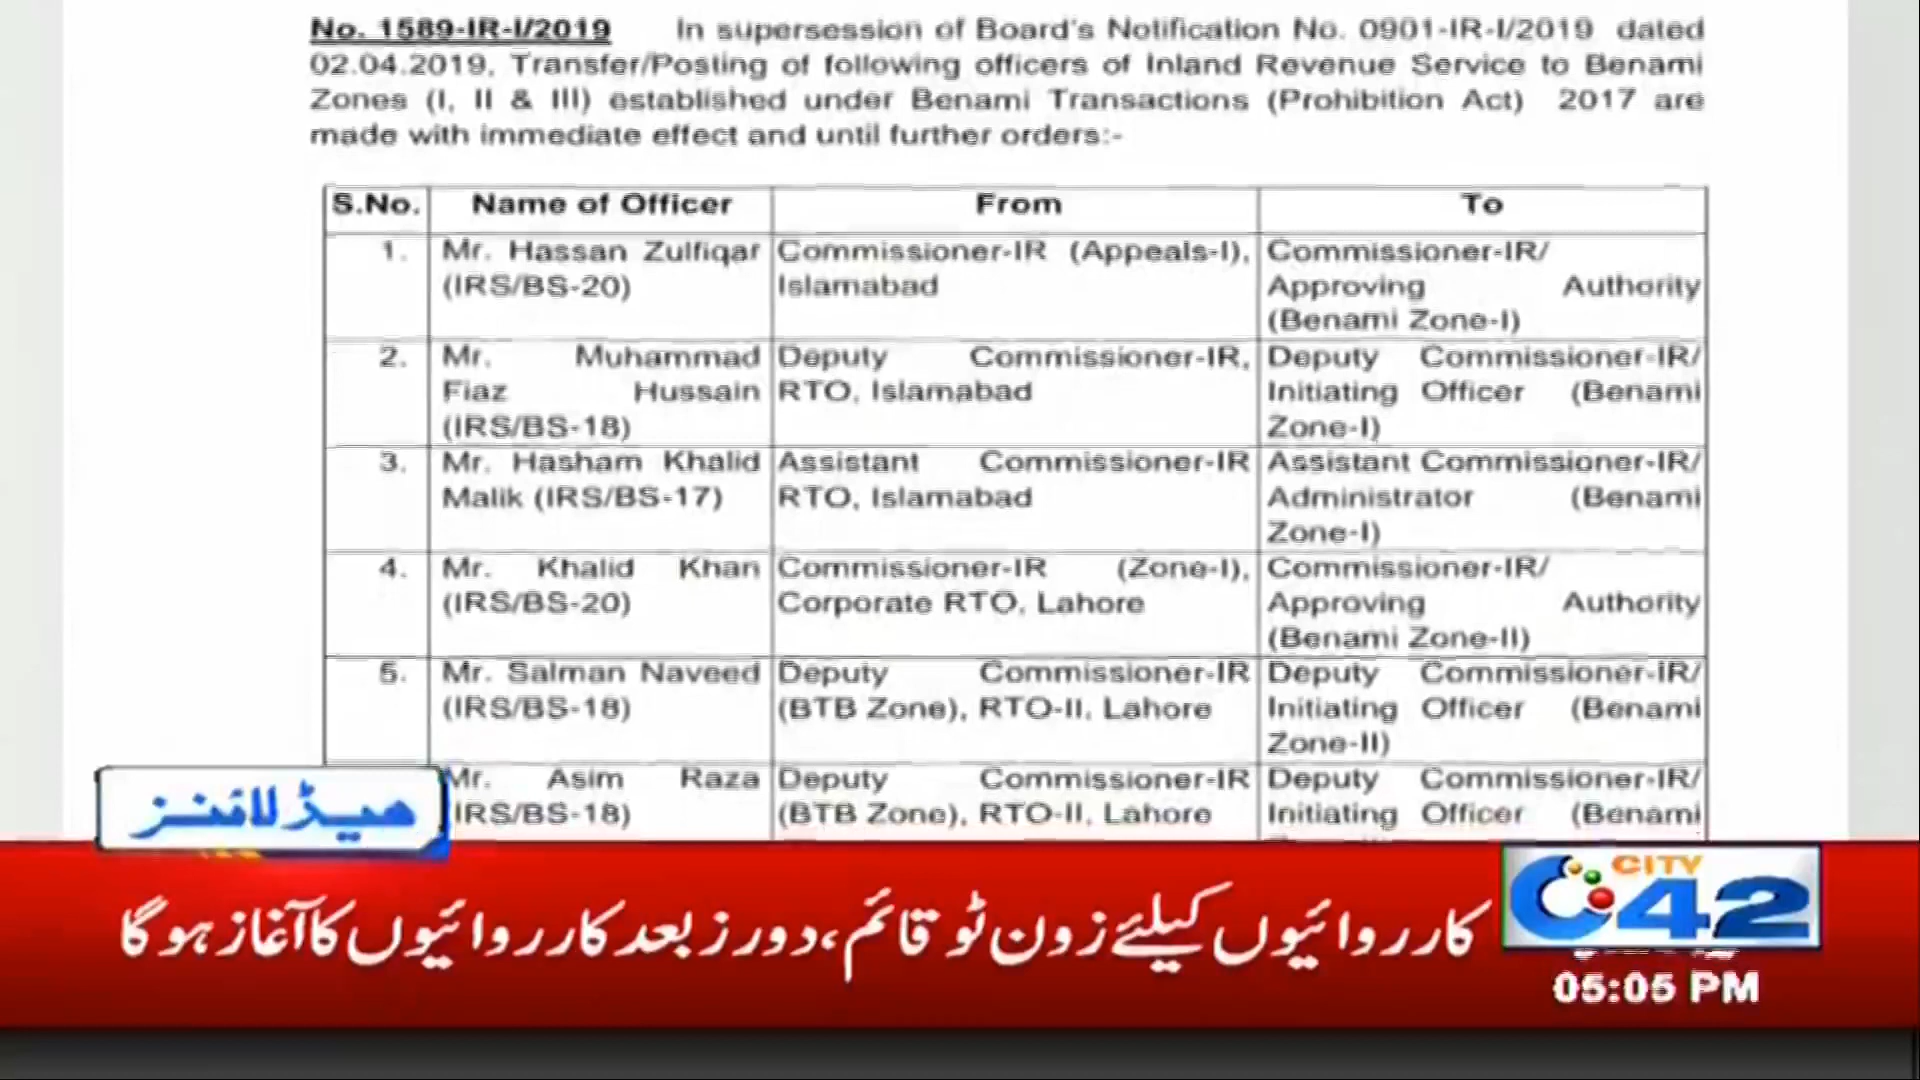 No. 1589-IR-I/2019 In supersession of Board's Notification No. 0901-IR-I/2019 dated
02.04.2019, Transfer/Posting of following officers of Inland Revenue Service to Benami
Zones (I, II & III) established under Benami Transactions (Prohibition Act) 2017 are
made with immediate effect and until further orders:-
S.No. Name of Officer From To
1. Mr. Hassan Zulfiqar Commissioner-IR (Appeals-I), Commissioner-IR/
(IRS/BS-20) Islamabad Approving Authority
(Benami Zone-I)
2. Mr. Muhammad Deputy Commissioner-IR, Deputy Commissioner-IR/
Fiaz Hussain RTO, Islamabad Initiating Officer (Benami
(IRS/BS-18) Zone-I)
3. Mr. Hasham Khalid Assistant Commissioner-IR Assistant Commissioner-IR/
Malik (IRS/BS-17) RTO, Islamabad Administrator (Benami
Zone-I)
4. Mr. Khalid Khan Commissioner-IR (Zone-I), Commissioner-IR/
(IRS/BS-20) Corporate RTO, Lahore Approving Authority
(Benami Zone-II)
5. Mr. Salman Naveed Deputy Commissioner-IR Deputy Commissioner-IR/
(IRS/BS-18) (BTB Zone), RTO-II, Lahore Initiating Officer (Benami
Zone-II)
Mr. Asim Raza Deputy Commissioner-IR Deputy Commissioner-IR/
(IRS/BS-18) (BTB Zone), RTO-II, Lahore Initiating Officer (Benami
ھیڈلائنز
کارروائیوں کیلئے زون ٹو قائم، دو رز بعد کارروائیوں کا آغاز ہوگا
CITY
42
05:05 PM